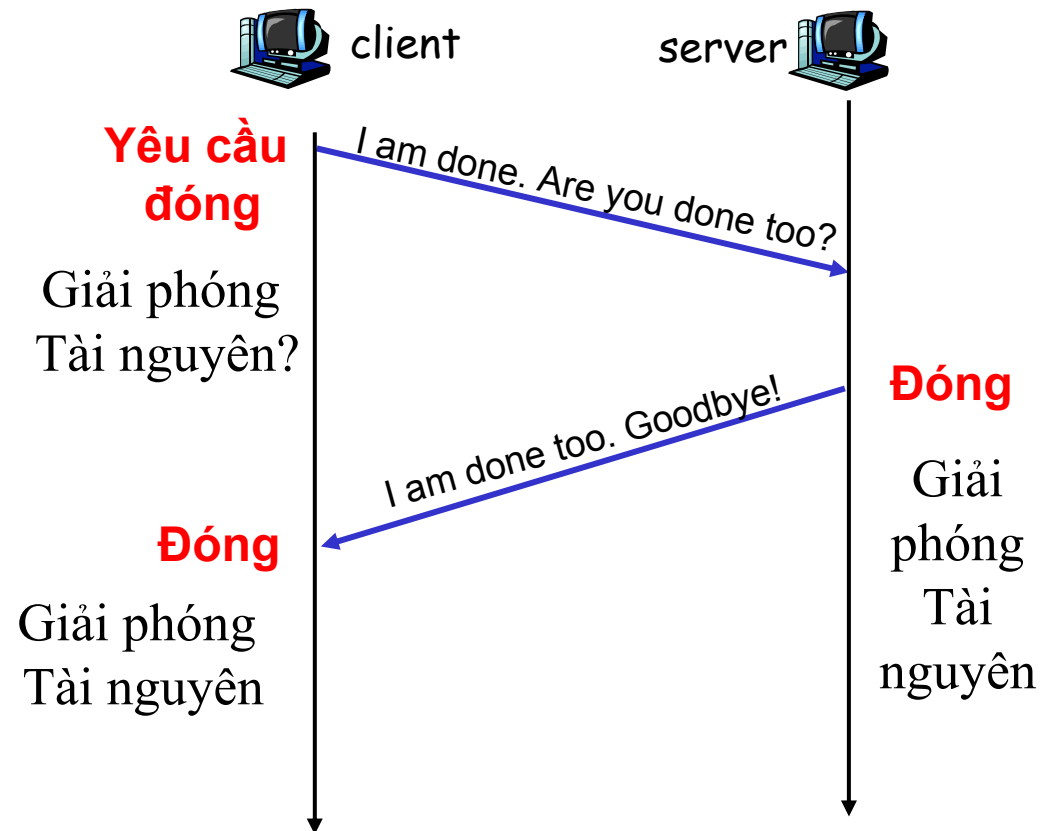 client
server
Yêu cầu
đóng
I am done. Are you done too?
Giải phóng
Tài nguyên?
Đóng
I am done too. Goodbye!
Giải
phóng
Tài
nguyên
Đóng
Giải phóng
Tài nguyên